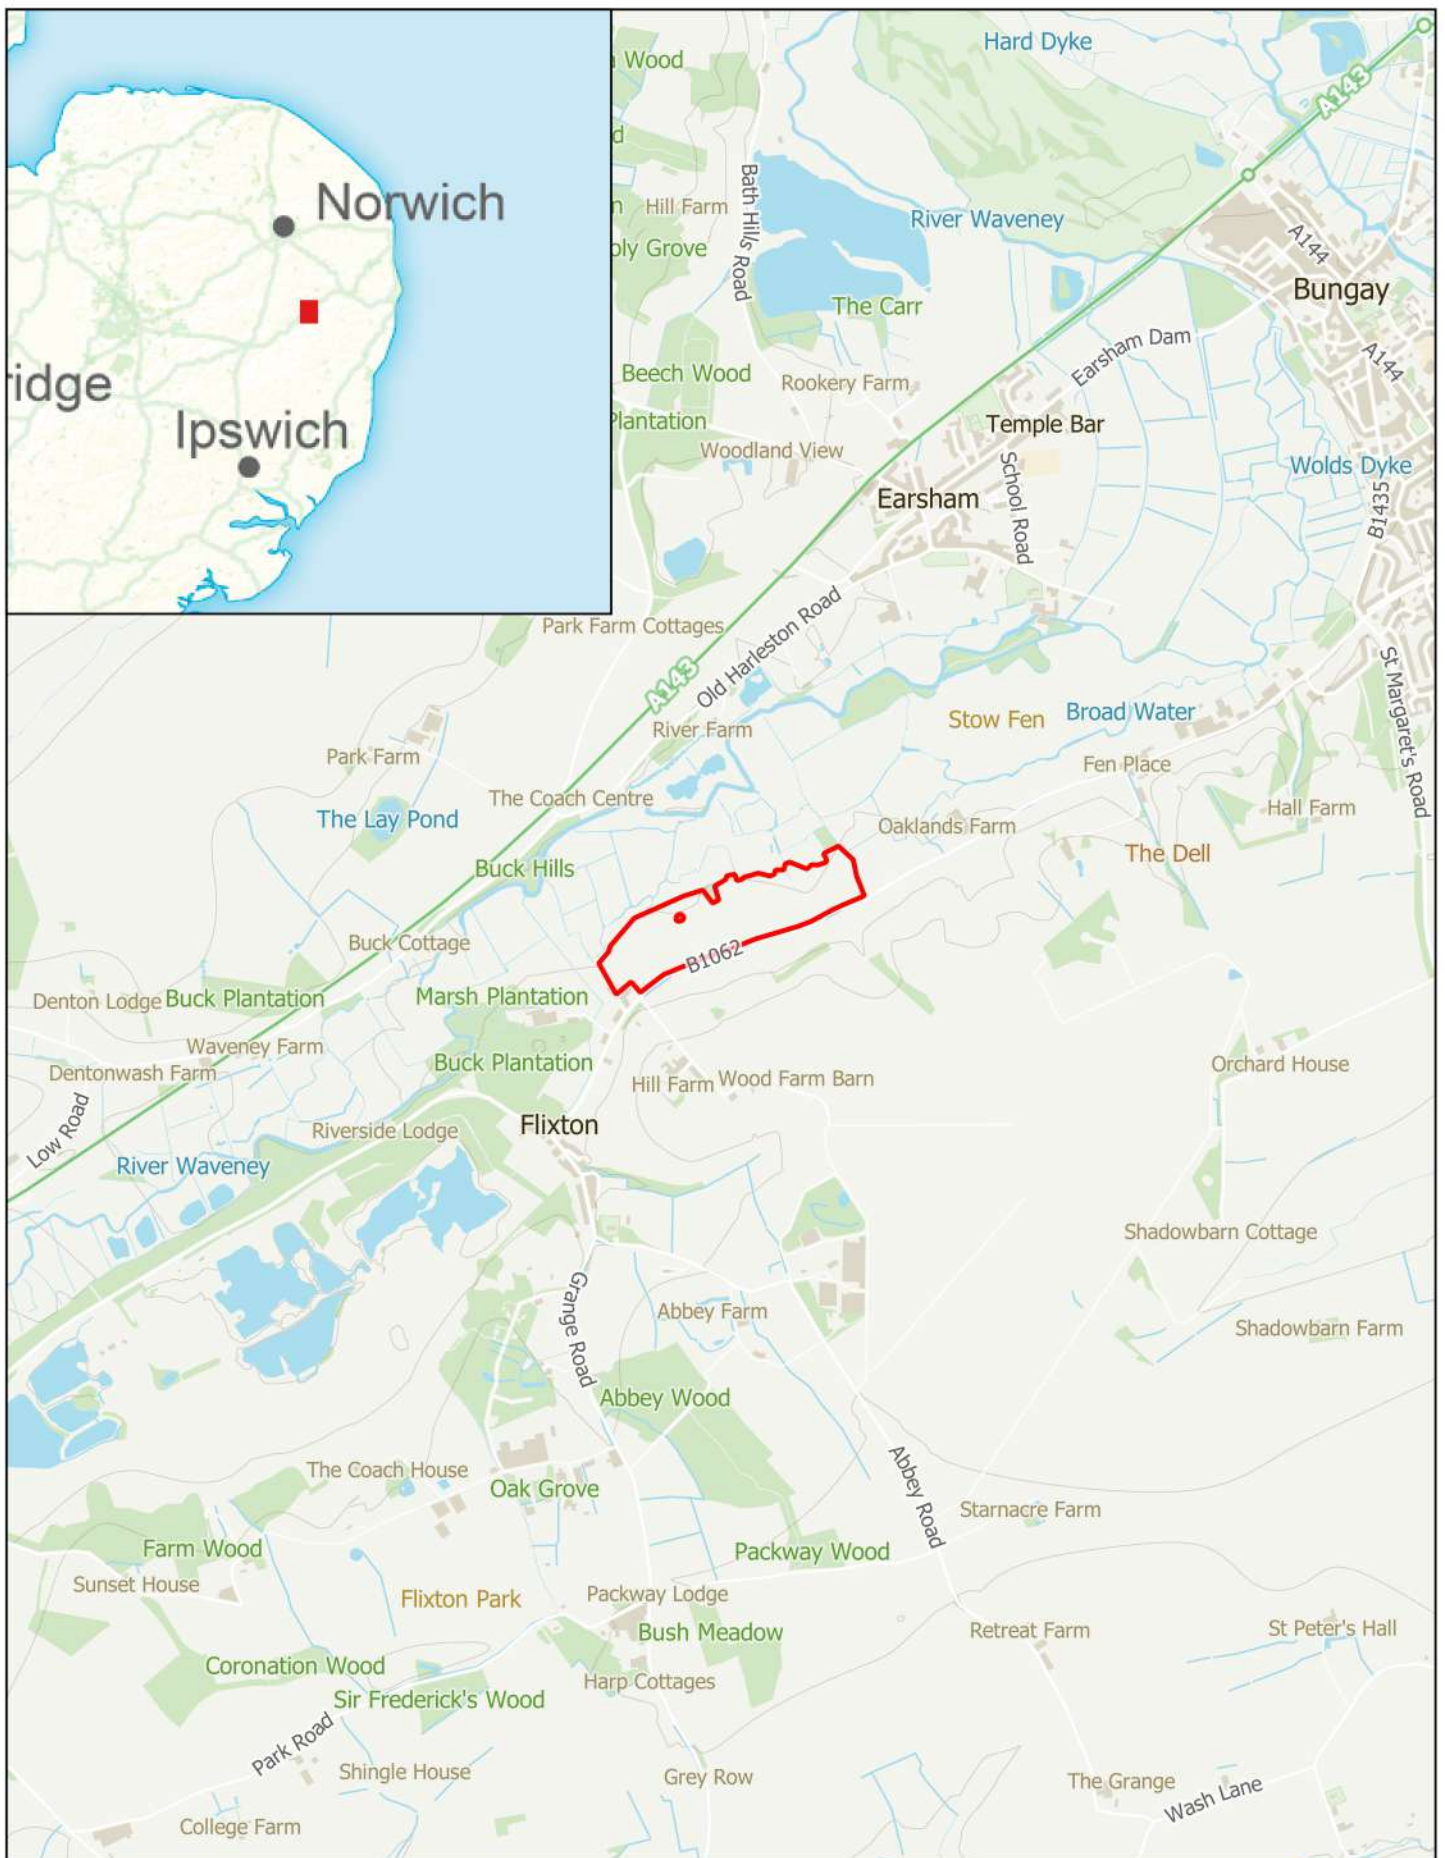 Norwich
ridge
Ipswich
Wood
Hard Dyke
A143
Hill Farm
Bath Hills Road
River Waveney
A144
oly Grove
Bungay
The Carr
Earsham Dam
A144
Beech Wood
Rookery Farm
Plantation
Temple Bar
Woodland View
Wolds Dyke
Earsham
School Road
B1435
Park Farm Cottages
Old Harleston Road
A143
St Margaret's Road
Stow Fen
Broad Water
River Farm
Park Farm
Fen Place
The Coach Centre
Hall Farm
The Lay Pond
Oaklands Farm
The Dell
Buck Hills
Buck Cottage
B1062
Denton Lodge
Buck Plantation
Marsh Plantation
Waveney Farm
Buck Plantation
Dentonwash Farm
Hill Farm
Wood Farm Barn
Orchard House
Low Road
Riverside Lodge
Flixton
River Waveney
Shadowbarn Cottage
Grange Road
Abbey Farm
Shadowbarn Farm
Abbey Wood
The Coach House
Oak Grove
Abbey Road
Starnacre Farm
Farm Wood
Packway Wood
Sunset House
Flixton Park
Packway Lodge
Bush Meadow
Retreat Farm
St Peter's Hall
Coronation Wood
Harp Cottages
Sir Frederick's Wood
Park Road
Shingle House
Grey Row
The Grange
Wash Lane
College Farm